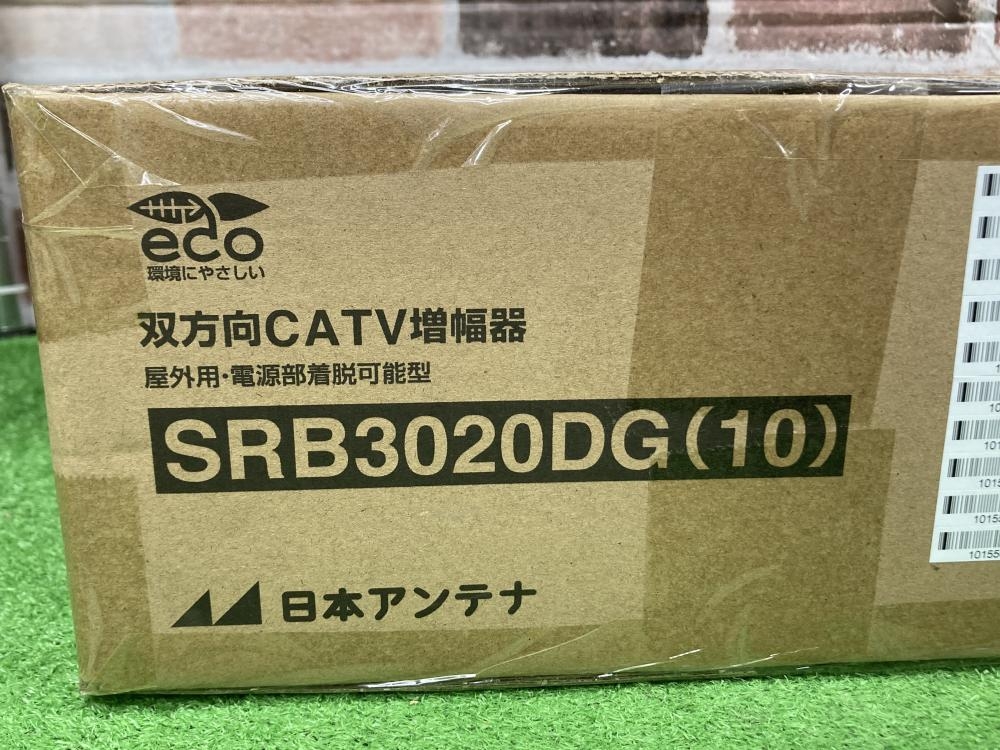 eco
環境にやさしい
双方向CATV増幅器
屋外用・電源部着脱可能型
SRB3020DG(10)
日本アンテナ